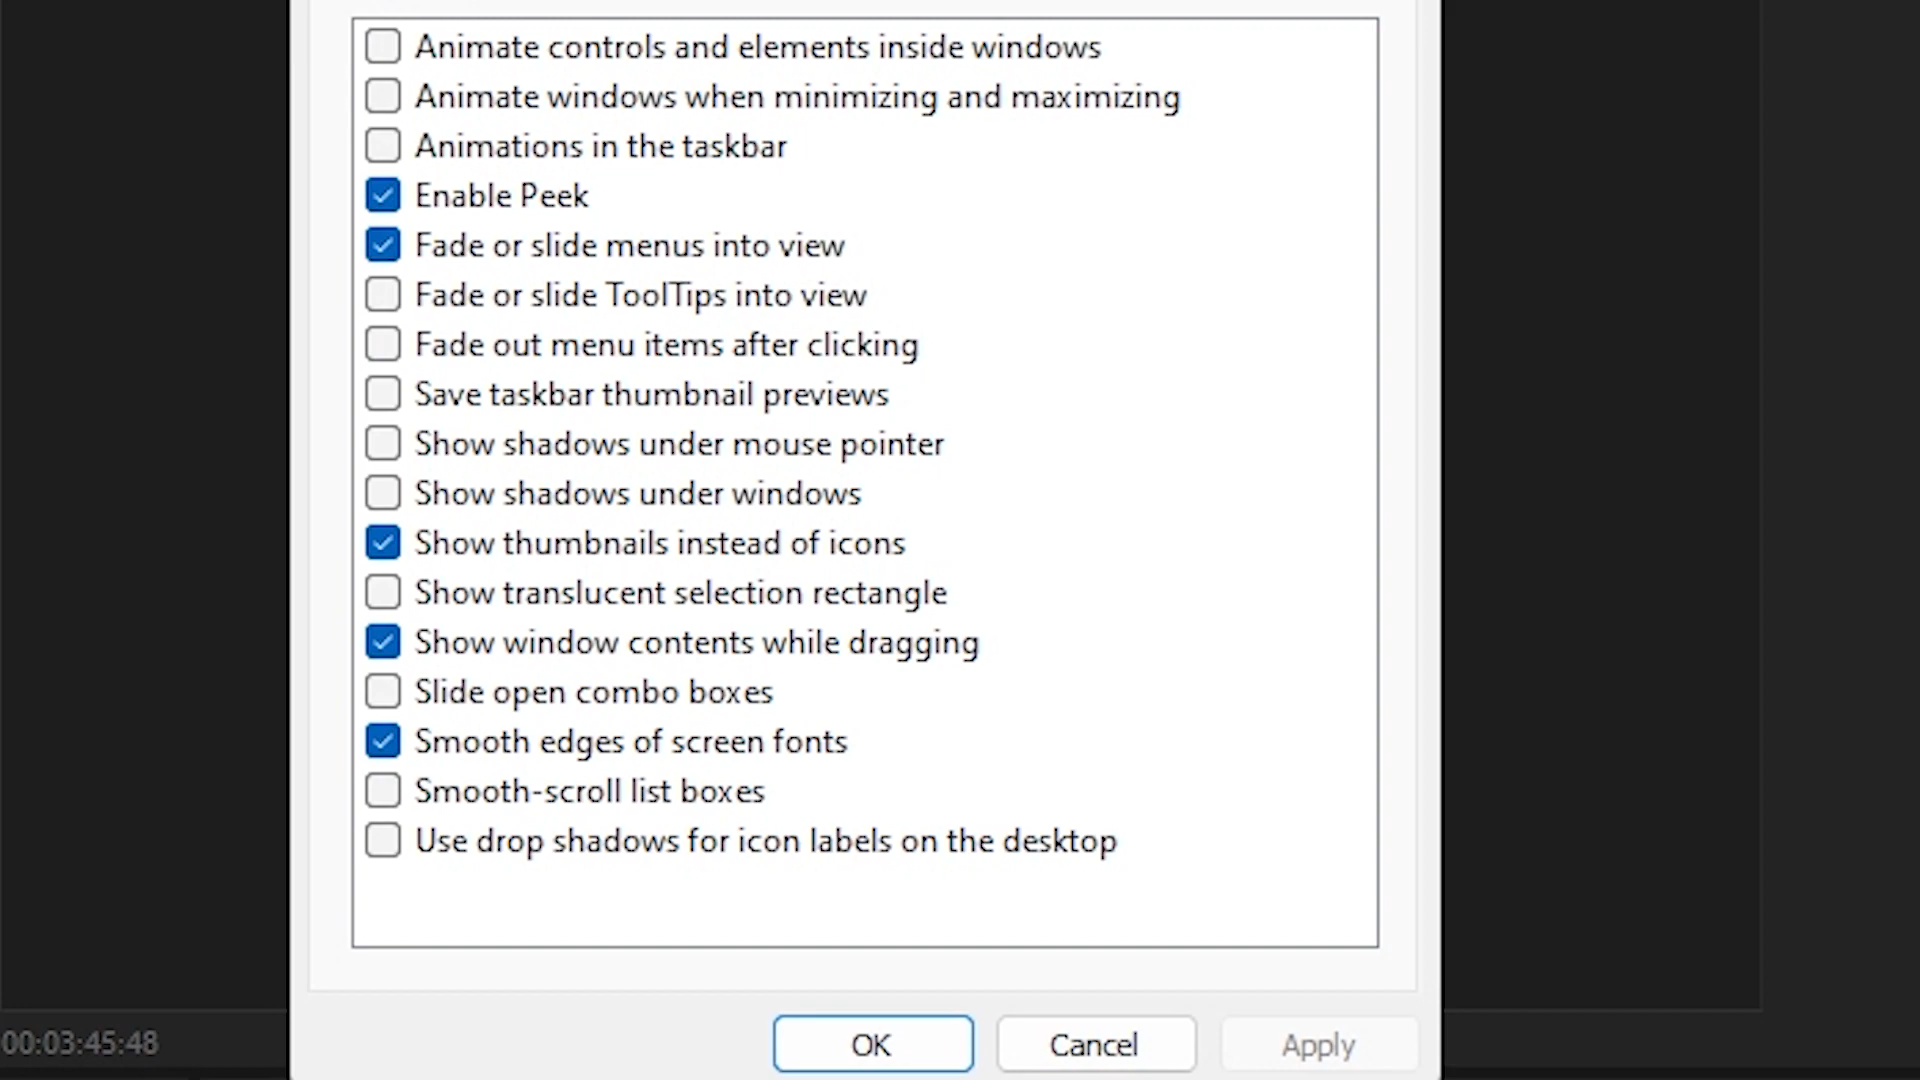 Animate controls and elements inside windows
Animate windows when minimizing and maximizing
Animations in the taskbar
Enable Peek
Fade or slide menus into view
Fade or slide ToolTips into view
Fade out menu items after clicking
Save taskbar thumbnail previews
Show shadows under mouse pointer
Show shadows under windows
Show thumbnails instead of icons
Show translucent selection rectangle
Show window contents while dragging
Slide open combo boxes
Smooth edges of screen fonts
Smooth-scroll list boxes
Use drop shadows for icon labels on the desktop
OK Cancel Apply
00:03:45:48